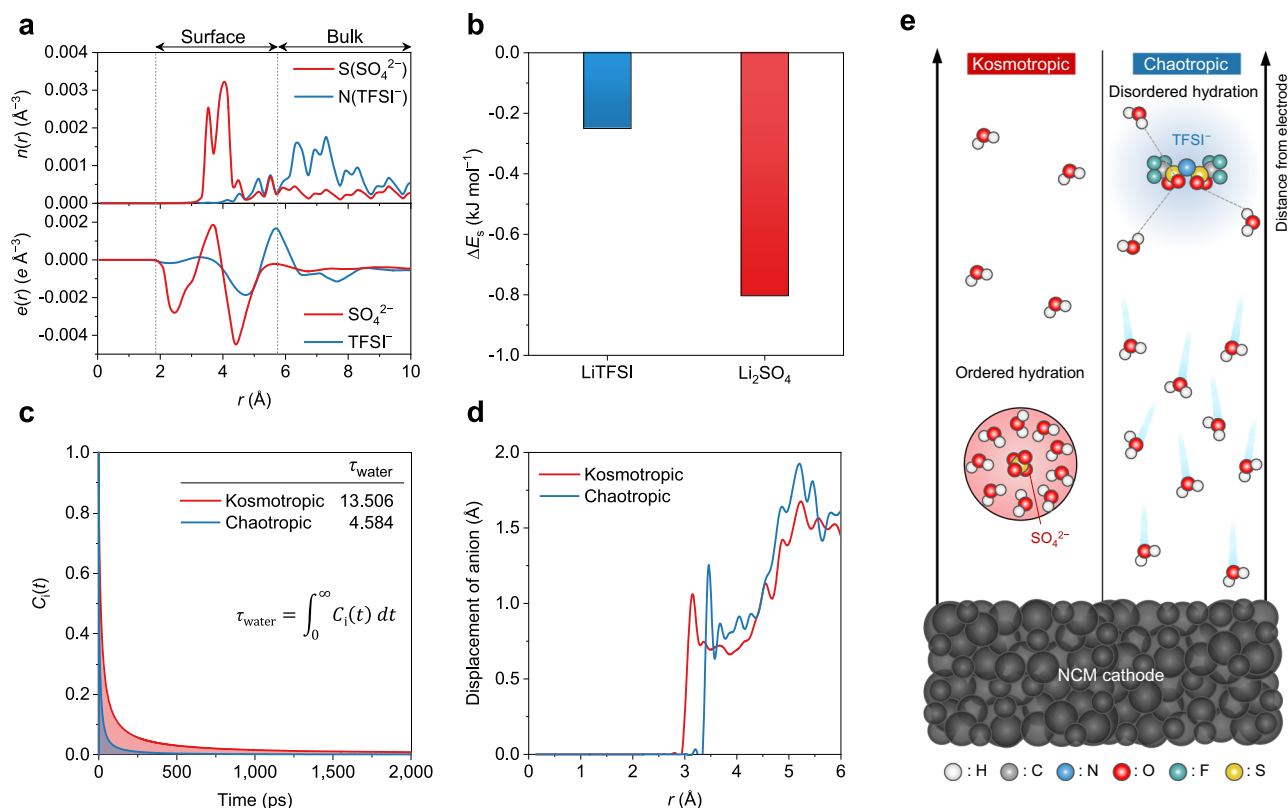 a
Surface
Bulk
0.004
0.003
0.002
0.001
0.000
n(r) (Å⁻³)
S(SO₄²⁻)
N(TFSI⁻)
0.002
0.000
-0.002
-0.004
e(r) (e Å⁻³)
SO₄²⁻
TFSI⁻
0 2 4 6 8 10
r (Å)
b
0.0
-0.2
-0.4
-0.6
-0.8
-1.0
ΔEₛ (kJ mol⁻¹)
LiTFSI
Li₂SO₄
c
1.0
0.8
0.6
0.4
0.2
0.0
Cᵢ(t)
τwater
Kosmotropic 13.506
Chaotropic 4.584
τwater = ∫₀^∞ Cᵢ(t) dt
0 500 1,000 1,500 2,000
Time (ps)
d
2.0
1.5
1.0
0.5
0.0
Displacement of anion (Å)
Kosmotropic
Chaotropic
0 1 2 3 4 5 6
r (Å)
e
Kosmotropic
Chaotropic
Disordered hydration
TFSI⁻
Distance from electrode
Ordered hydration
SO₄²⁻
NCM cathode
: H : C : N : O : F : S